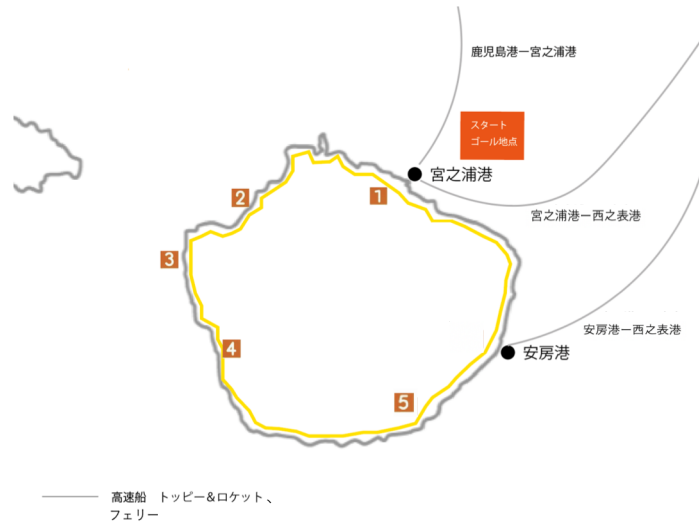 鹿児島港ー宮之浦港
スタート
ゴール地点
宮之浦港
1
2
宮之浦港ー西之表港
3
安房港ー西之表港
4
安房港
5
高速船　トッピー&ロケット 、
フェリー